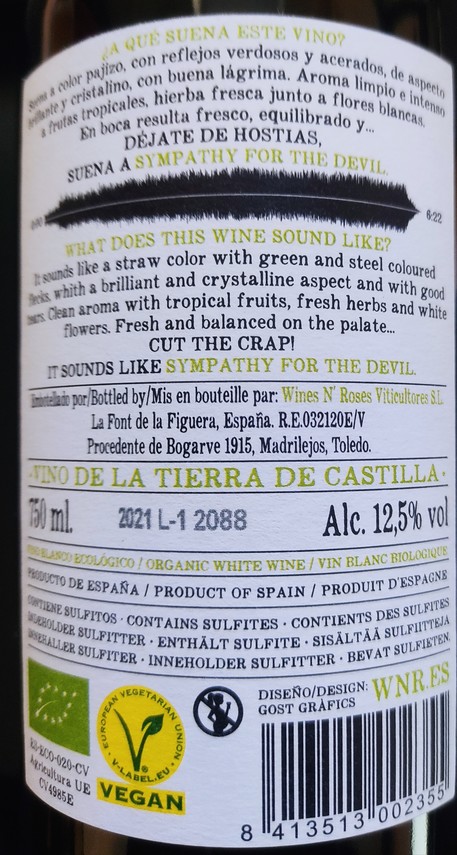 ¿A QUÉ SUENA ESTE VINO?
Suena a color pajizo, con reflejos verdosos y acerados, de aspecto
brillante y cristalino, con buena lágrima. Aroma limpio e intenso
a frutas tropicales, hierba fresca junto a flores blancas.
En boca resulta fresco, equilibrado y...
DÉJATE DE HOSTIAS,
SUENA A SYMPATHY FOR THE DEVIL.
0:00
6:22
WHAT DOES THIS WINE SOUND LIKE?
It sounds like a straw color with green and steel coloured
flecks, whith a brilliant and crystalline aspect and with good
tears. Clean aroma with tropical fruits, fresh herbs and white
flowers. Fresh and balanced on the palate...
CUT THE CRAP!
IT SOUNDS LIKE SYMPATHY FOR THE DEVIL.
Embotellado por/Bottled by/Mis en bouteille par: Wines N' Roses Viticultores S.L.
La Font de la Figuera, España. R.E.032120E/V
Procedente de Bogarve 1915, Madrilejos, Toledo.
·VINO DE LA TIERRA DE CASTILLA·
750 ml. 2021 L-1 2088 Alc. 12,5% vol
VINO BLANCO ECOLÓGICO / ORGANIC WHITE WINE / VIN BLANC BIOLOGIQUE
PRODUCTO DE ESPAÑA / PRODUCT OF SPAIN / PRODUIT D'ESPAGNE
CONTIENE SULFITOS · CONTAINS SULFITES · CONTIENTS DES SULFITES
INDEHOLDER SULFITTER · ENTHÄLT SULFITE · SISÄLTÄÄ SULFIITTEJA
INNEHALLER SULFITER · INNEHOLDER SULFITTER · BEVAT SULFIETEN.
ES-ECO-020-CV
Agricultura UE
CV4985E
EUROPEAN VEGETARIAN UNION
V-LABEL.EU
VEGAN
DISEÑO/DESIGN: WNR.ES
GOST GRÀFICS
8 413513 002355